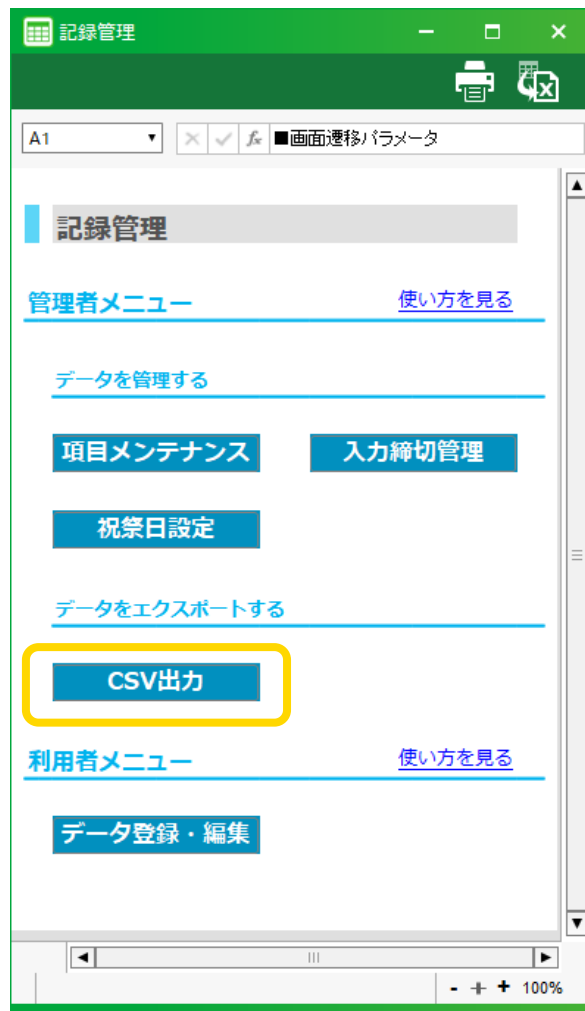 記録管理
A1 ■画面遷移パラメータ
記録管理
管理者メニュー 使い方を見る
データを管理する
項目メンテナンス 入力締切管理
祝祭日設定
データをエクスポートする
CSV出力
利用者メニュー 使い方を見る
データ登録・編集
- + 100%